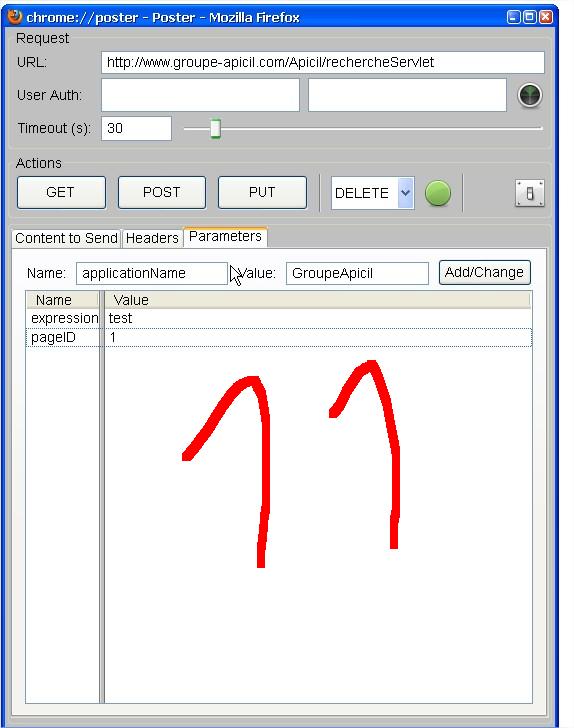 chrome://poster - Poster - Mozilla Firefox
Request
URL: http://www.groupe-apicil.com/Apicil/rechercheServlet
User Auth:
Timeout (s): 30
Actions
GET POST PUT DELETE
Content to Send Headers Parameters
Name: applicationName Value: GroupeApicil Add/Change
Name Value
expression test
pageID 1
11